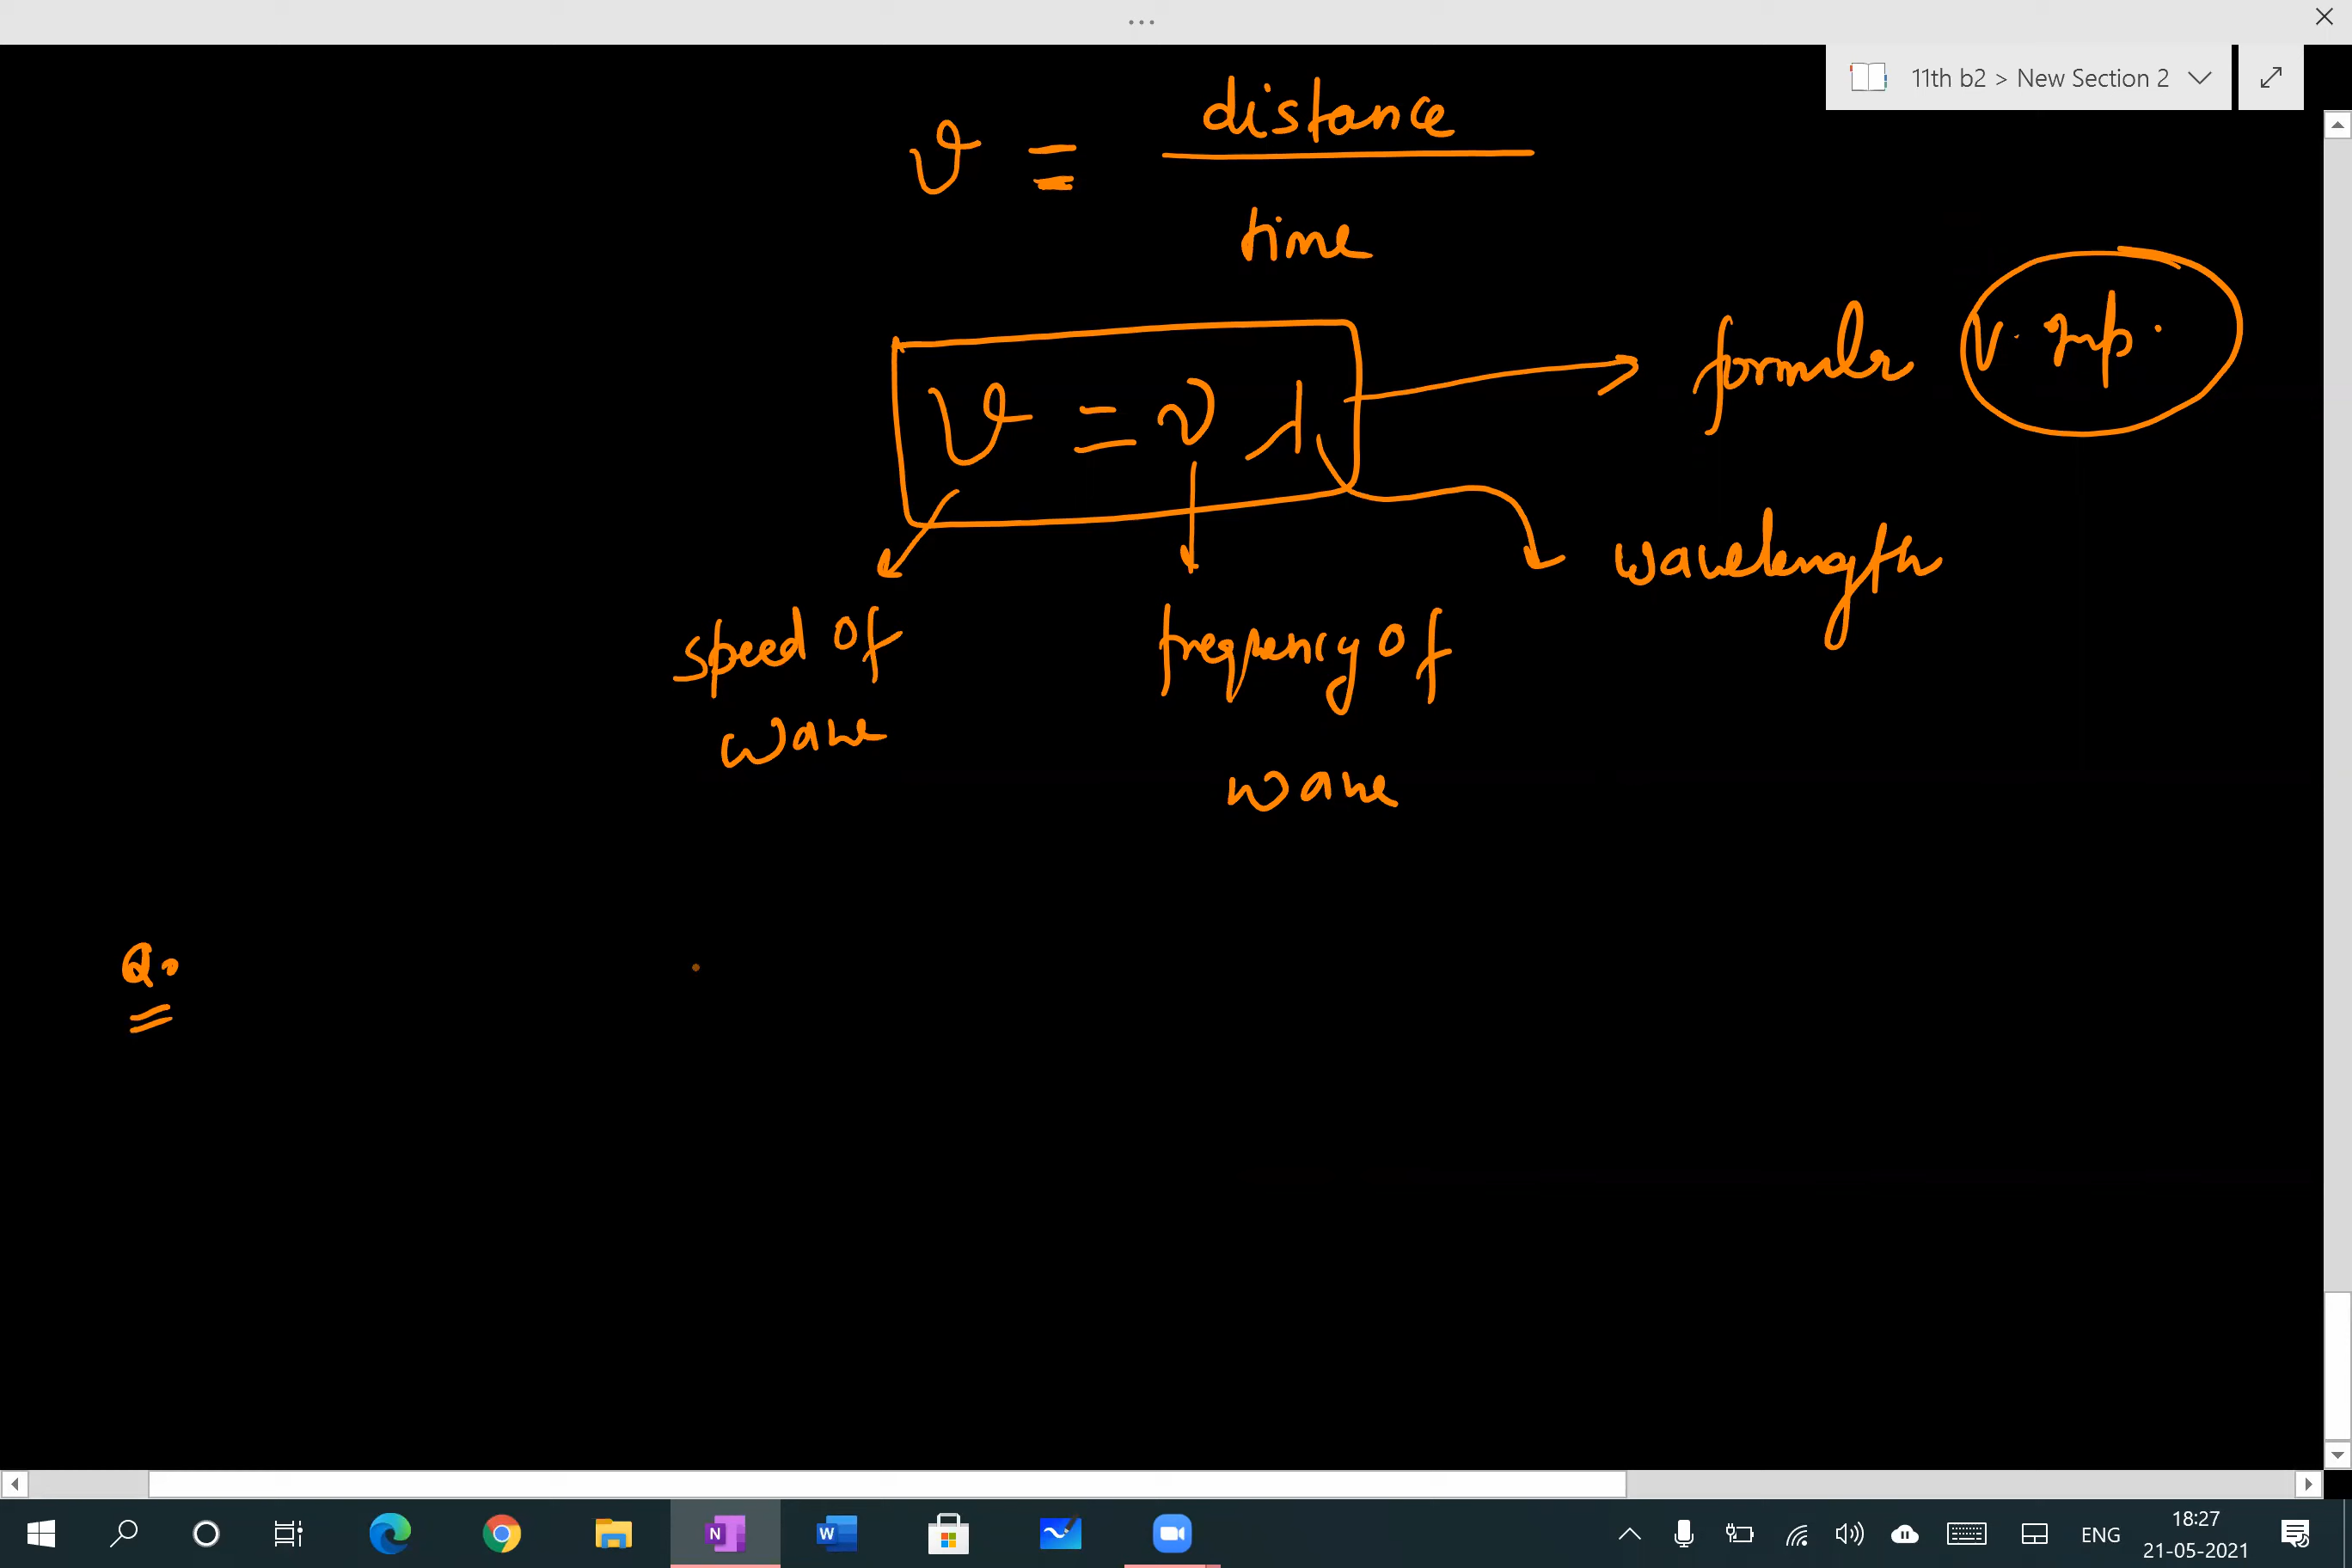 11th b2 > New Section 2
v = distance
time
v = ν λ
formula v. mp.
wavelength
speed of
wave
frequency of
wave
Q.
ENG
18:27
21-05-2021